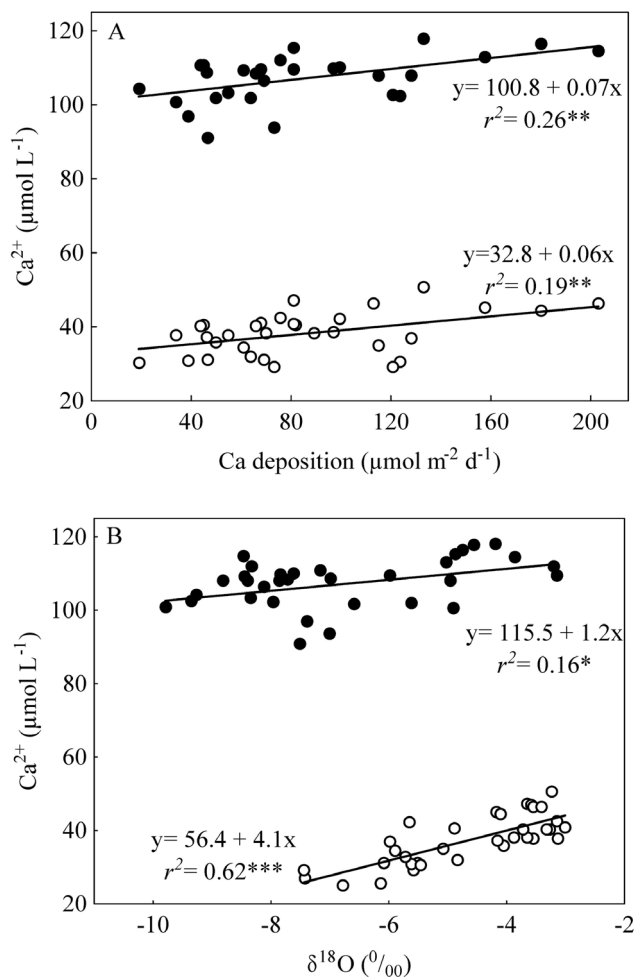 A
120
100
80
60
40
20
Ca²⁺ (µmol L⁻¹)
y= 100.8 + 0.07x
r²= 0.26**
y=32.8 + 0.06x
r²= 0.19**
0
40
80
120
160
200
Ca deposition (µmol m⁻² d⁻¹)
B
120
100
80
60
40
20
Ca²⁺ (µmol L⁻¹)
y= 115.5 + 1.2x
r²= 0.16*
y= 56.4 + 4.1x
r²= 0.62***
-10
-8
-6
-4
-2
δ¹⁸O (⁰/₀₀)